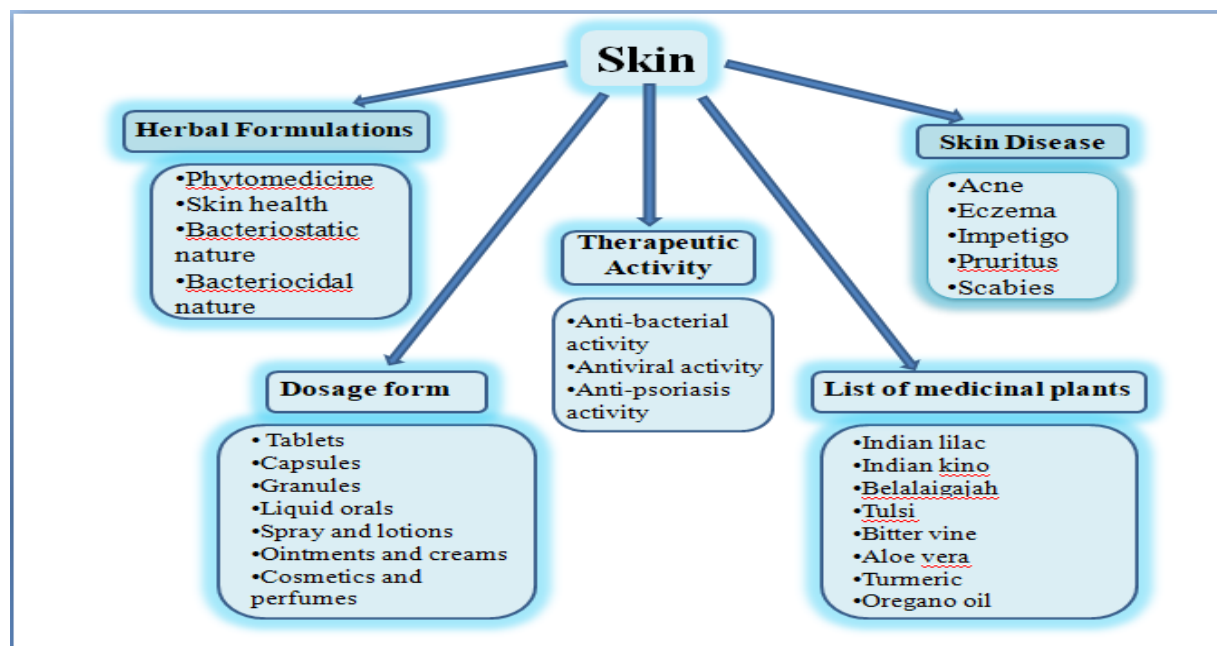 Skin
Herbal Formulations
•Phytomedicine
•Skin health
•Bacteriostatic
nature
•Bacteriocidal
nature
Skin Disease
•Acne
•Eczema
•Impetigo
•Pruritus
•Scabies
Therapeutic
Activity
•Anti-bacterial
activity
•Antiviral activity
•Anti-psoriasis
activity
Dosage form
• Tablets
•Capsules
•Granules
•Liquid orals
•Spray and lotions
•Ointments and creams
•Cosmetics and
perfumes
List of medicinal plants
•Indian lilac
•Indian kino
•Belalaigajah
•Tulsi
•Bitter vine
•Aloe vera
•Turmeric
•Oregano oil